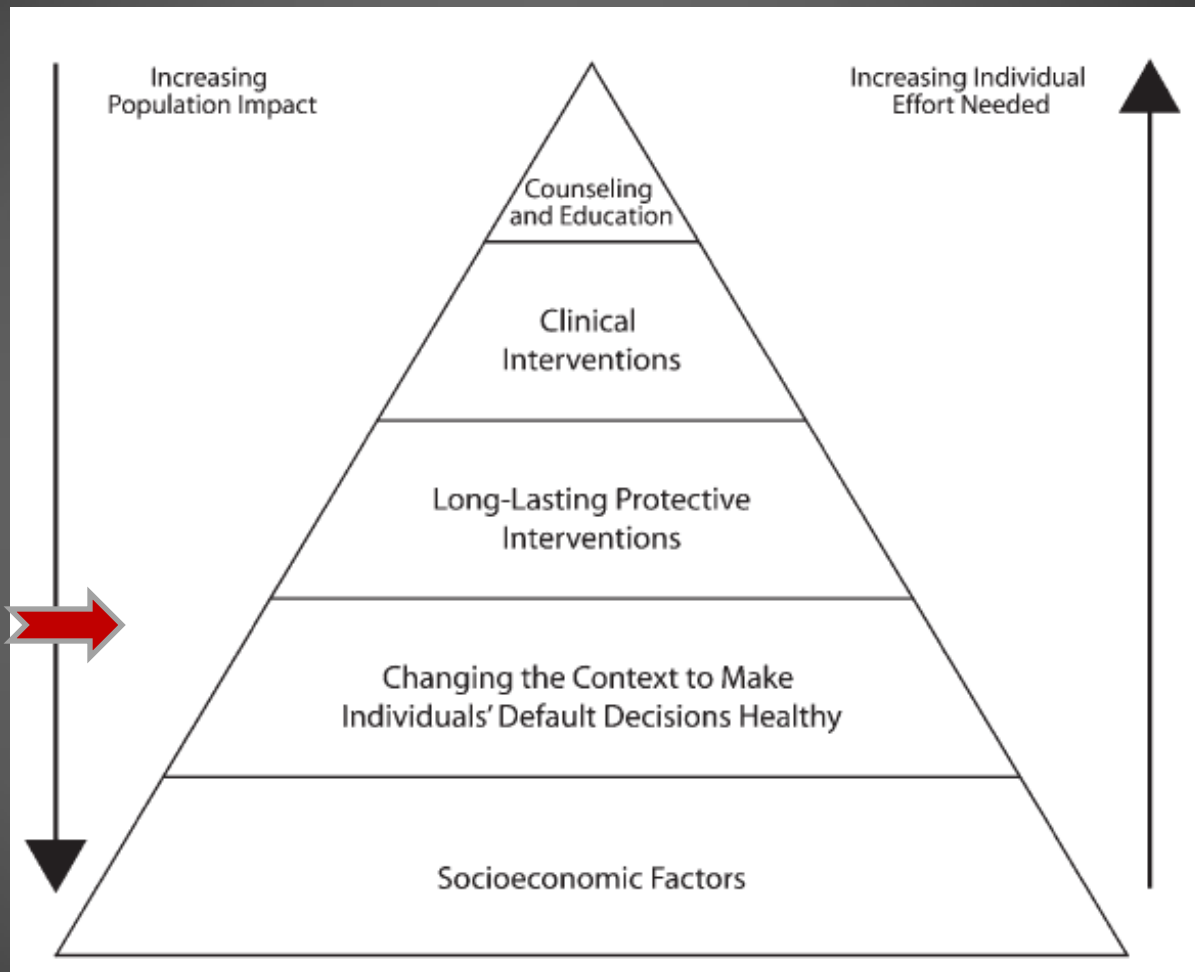 Increasing
Population Impact
Increasing Individual
Effort Needed
Counseling
and Education
Clinical
Interventions
Long-Lasting Protective
Interventions
Changing the Context to Make
Individuals’ Default Decisions Healthy
Socioeconomic Factors